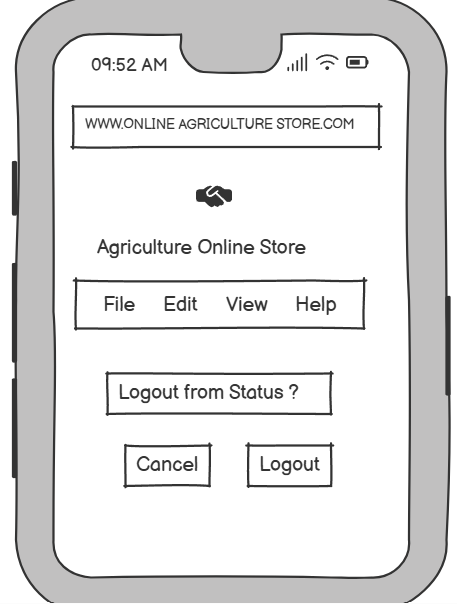 09:52 AM
WWW.ONLINE AGRICULTURE STORE.COM
Agriculture Online Store
File Edit View Help
Logout from Status ?
Cancel Logout